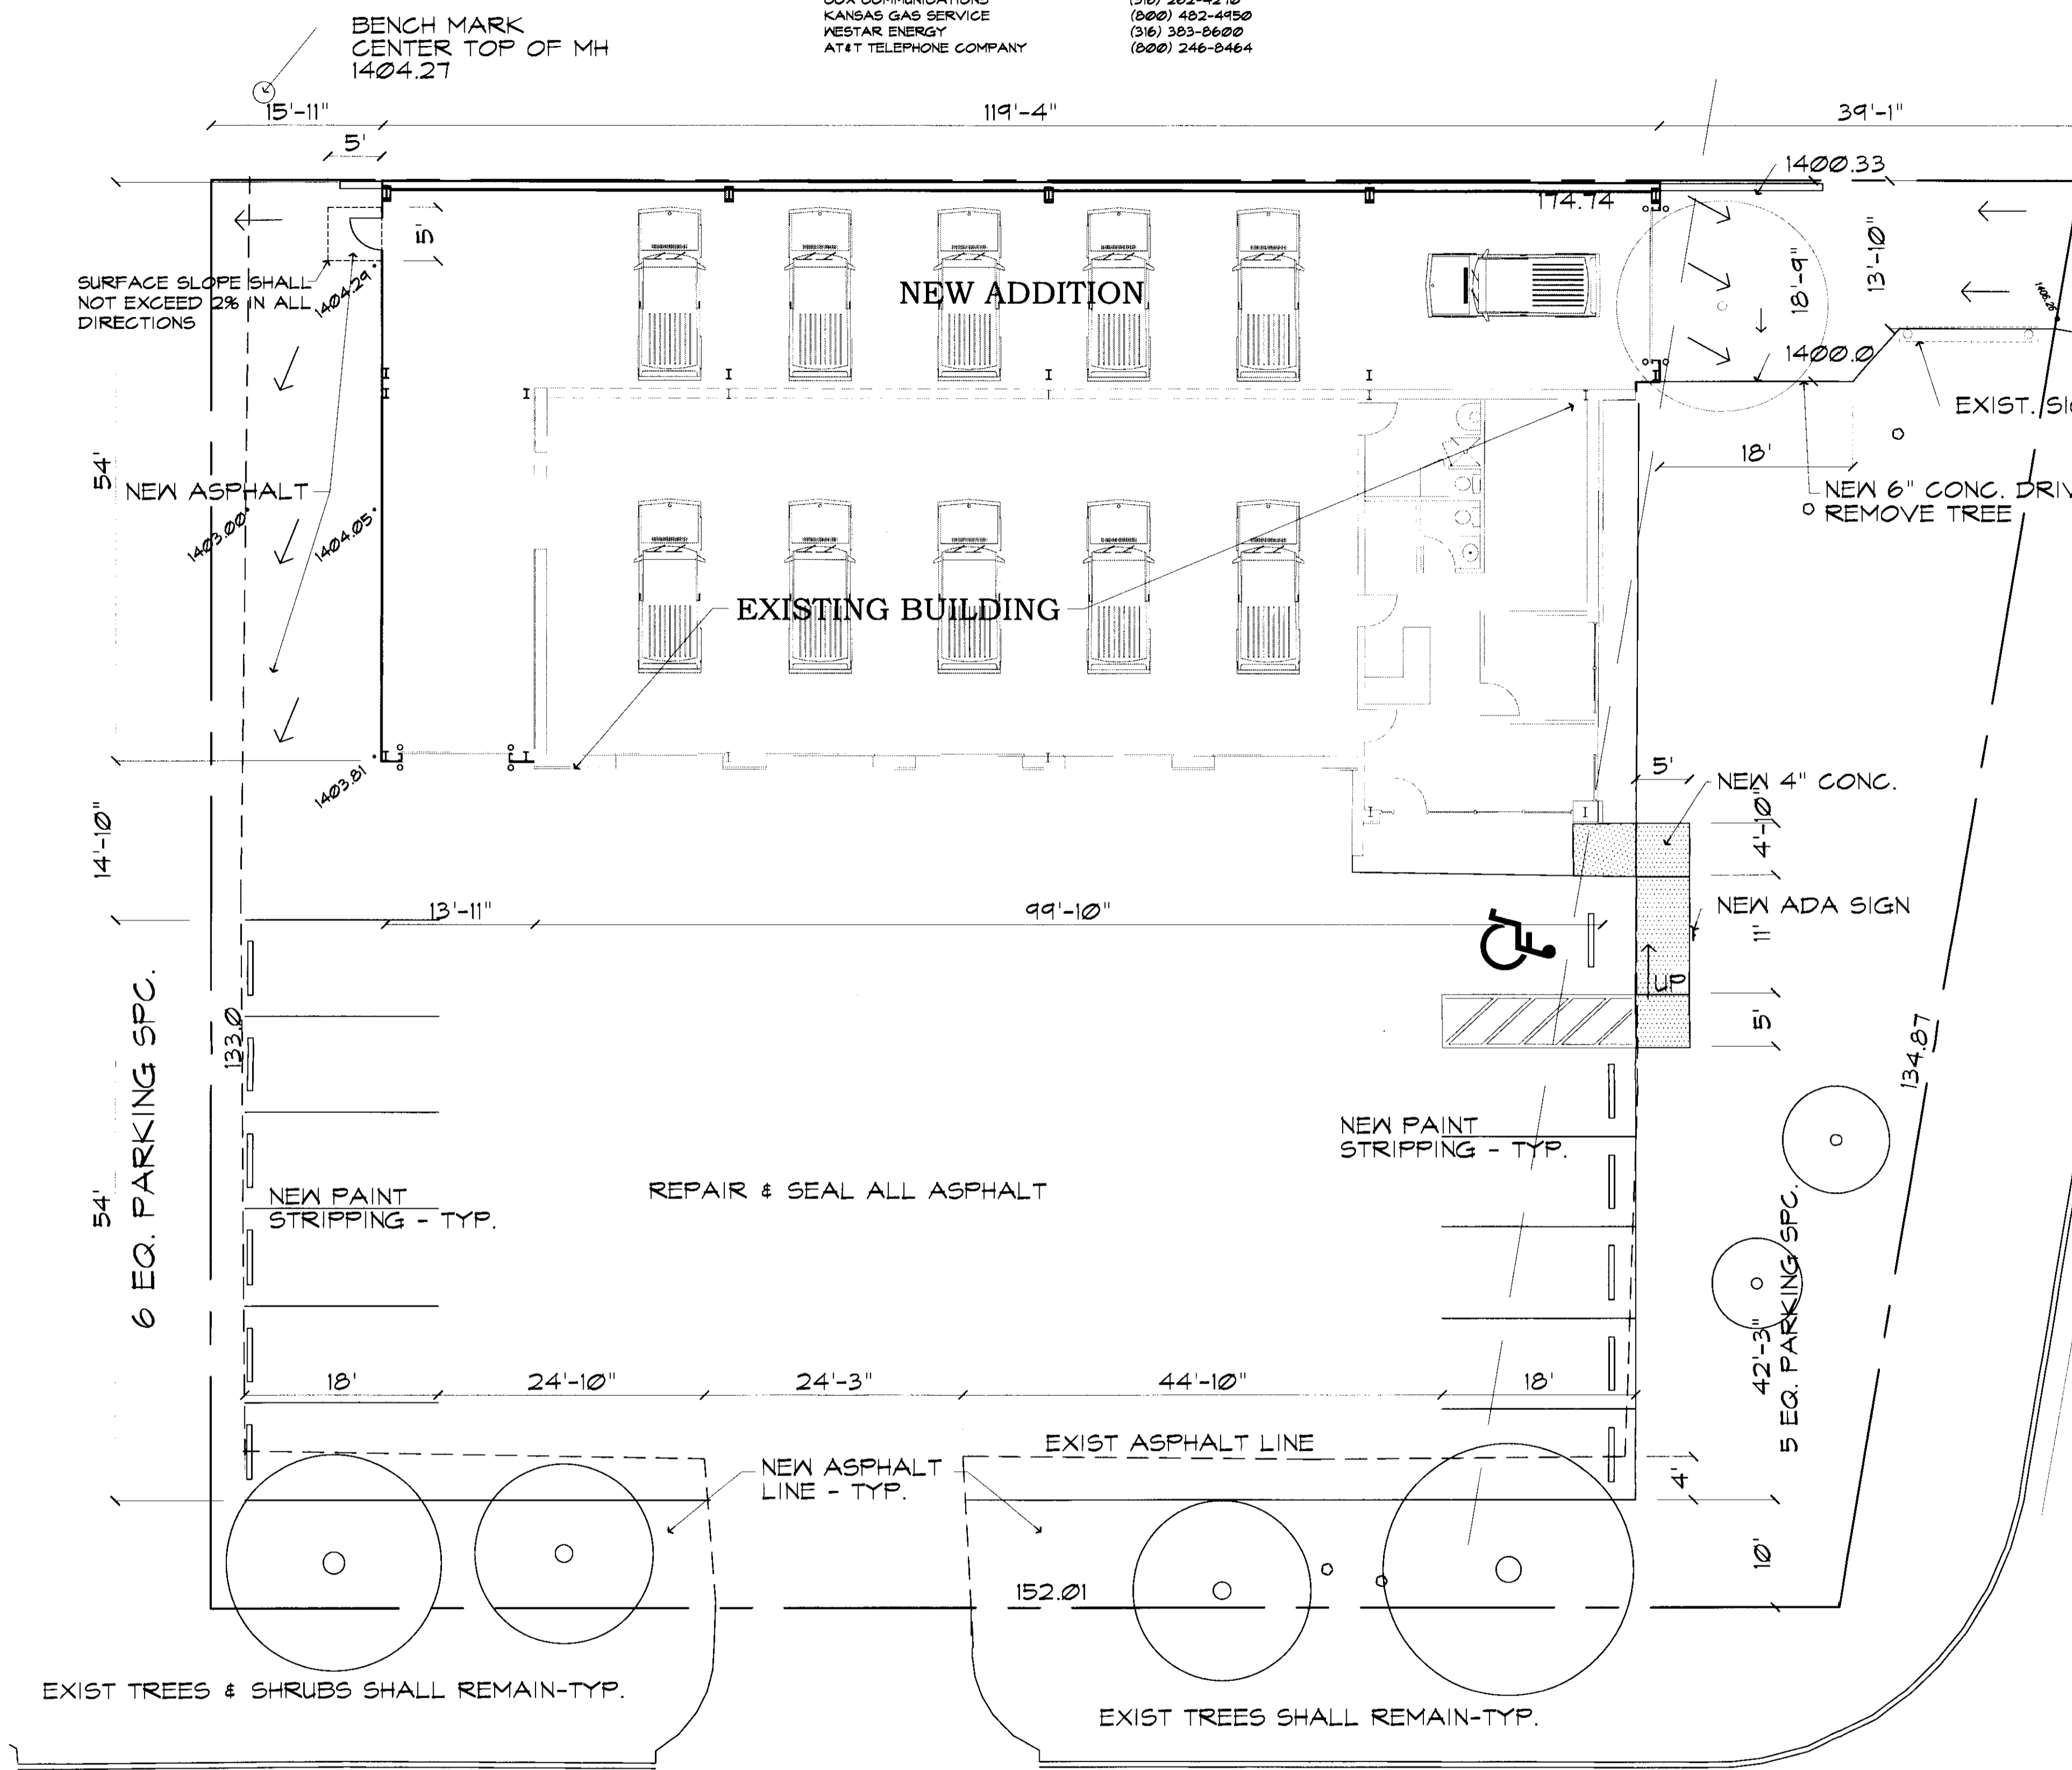 COX COMMUNICATIONS (316) 262-4270
KANSAS GAS SERVICE (800) 482-4950
WESTAR ENERGY (316) 383-8600
AT&T TELEPHONE COMPANY (800) 246-8464
BENCH MARK
CENTER TOP OF MH
1404.27
15'-11"
119'-4"
39'-1"
5'
1400.33
174.74
5'
18'-9"
13'-10"
SURFACE SLOPE SHALL
NOT EXCEED 2% IN ALL
DIRECTIONS
1404.29
NEW ADDITION
1400.0
EXIST.
54'
18'
NEW ASPHALT
NEW 6" CONC.
REMOVE TREE
1403.00
1404.05
EXISTING BUILDING
1403.81
5'
NEW 4" CONC.
4'-10"
14'-10"
13'-11"
99'-10"
NEW ADA SIGN
11'
UP
5'
6 EQ. PARKING SPC.
133.0
134.87
NEW PAINT
STRIPPING - TYP.
NEW PAINT
STRIPPING - TYP.
REPAIR & SEAL ALL ASPHALT
54'
42'-3"
5 EQ. PARKING SPC.
18'
24'-10"
24'-3"
44'-10"
18'
EXIST ASPHALT LINE
NEW ASPHALT
LINE - TYP.
4'
10'
152.01
EXIST TREES & SHRUBS SHALL REMAIN-TYP.
EXIST TREES SHALL REMAIN-TYP.